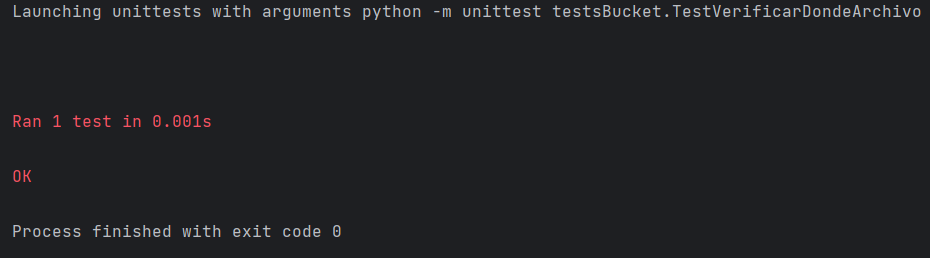 Launching unittests with arguments python -m unittest testsBucket.TestVerificarDondeArchivo
Ran 1 test in 0.001s
OK
Process finished with exit code 0